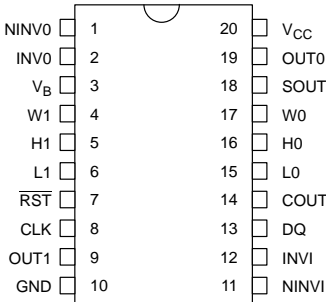 NINV0 1 20 VCC
INV0 2 19 OUT0
VB 3 18 SOUT
W1 4 17 W0
H1 5 16 H0
L1 6 15 L0
RST 7 14 COUT
CLK 8 13 DQ
OUT1 9 12 INVI
GND 10 11 NINVI